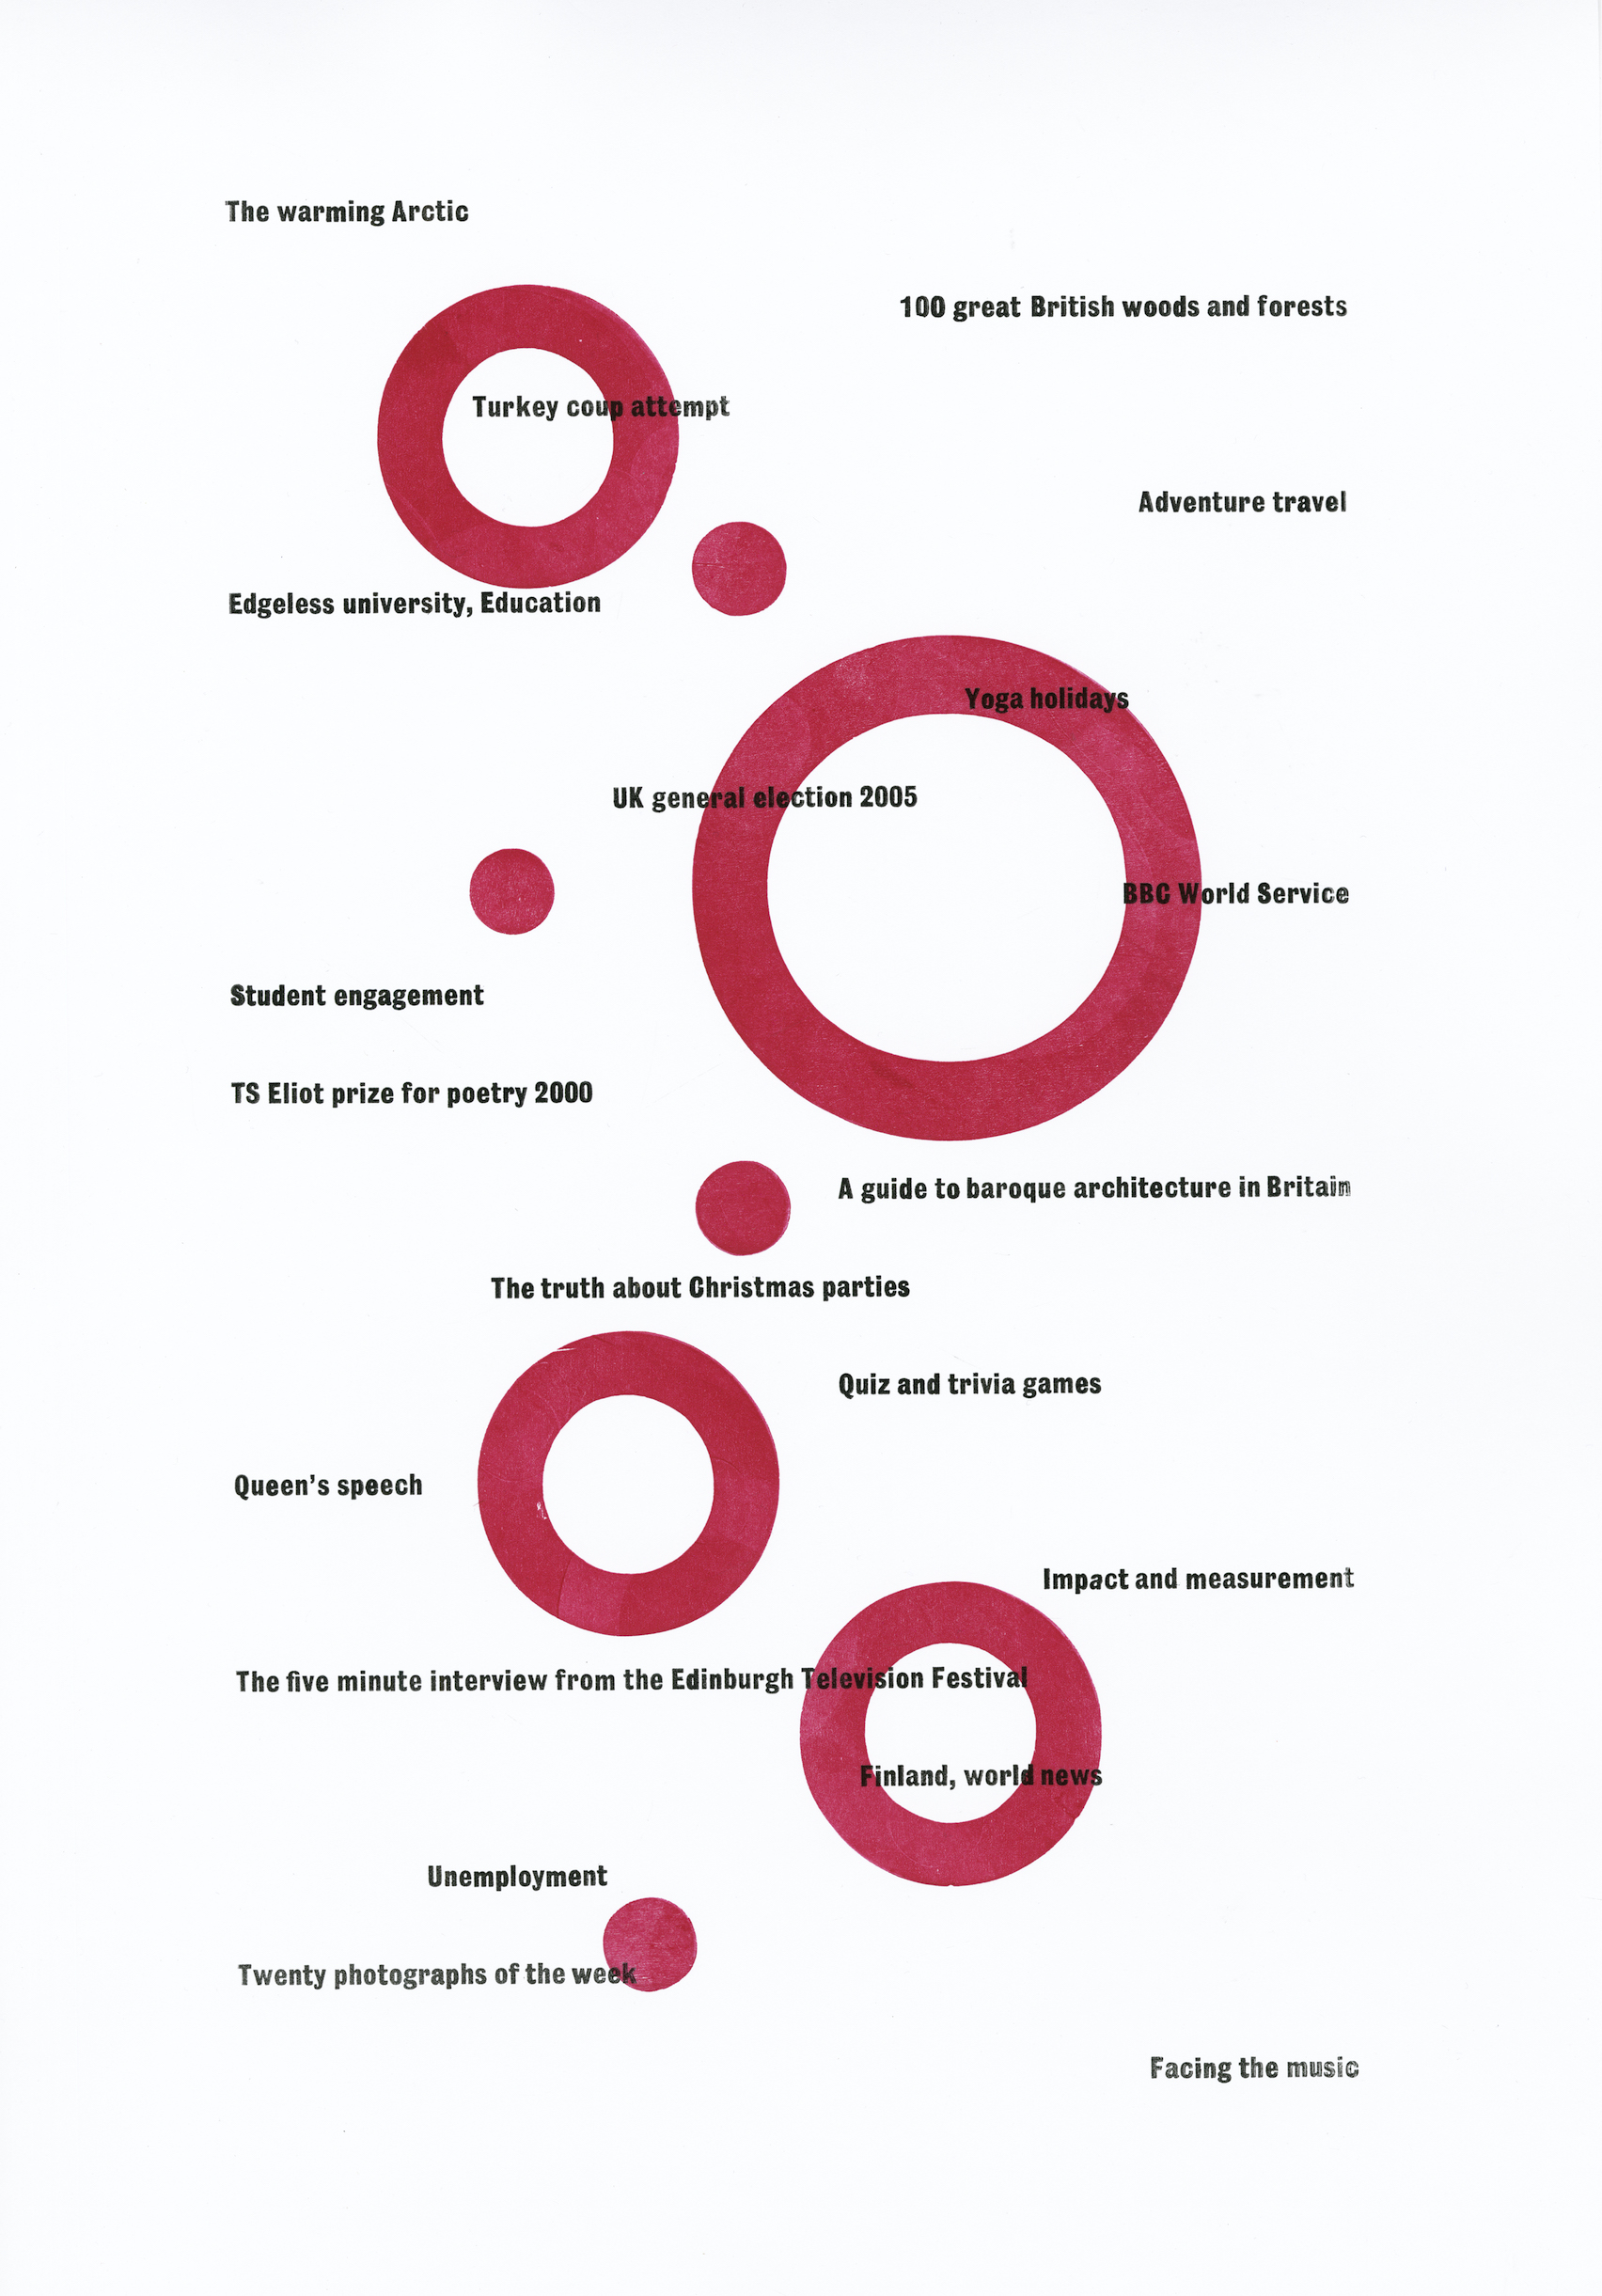 The warming Arctic
100 great British woods and forests
Turkey coup attempt
Adventure travel
Edgeless university, Education
Yoga holidays
UK general election 2005
BBC World Service
Student engagement
TS Eliot prize for poetry 2000
A guide to baroque architecture in Britain
The truth about Christmas parties
Quiz and trivia games
Queen’s speech
Impact and measurement
The five minute interview from the Edinburgh Television Festival
Finland, world news
Unemployment
Twenty photographs of the week
Facing the music